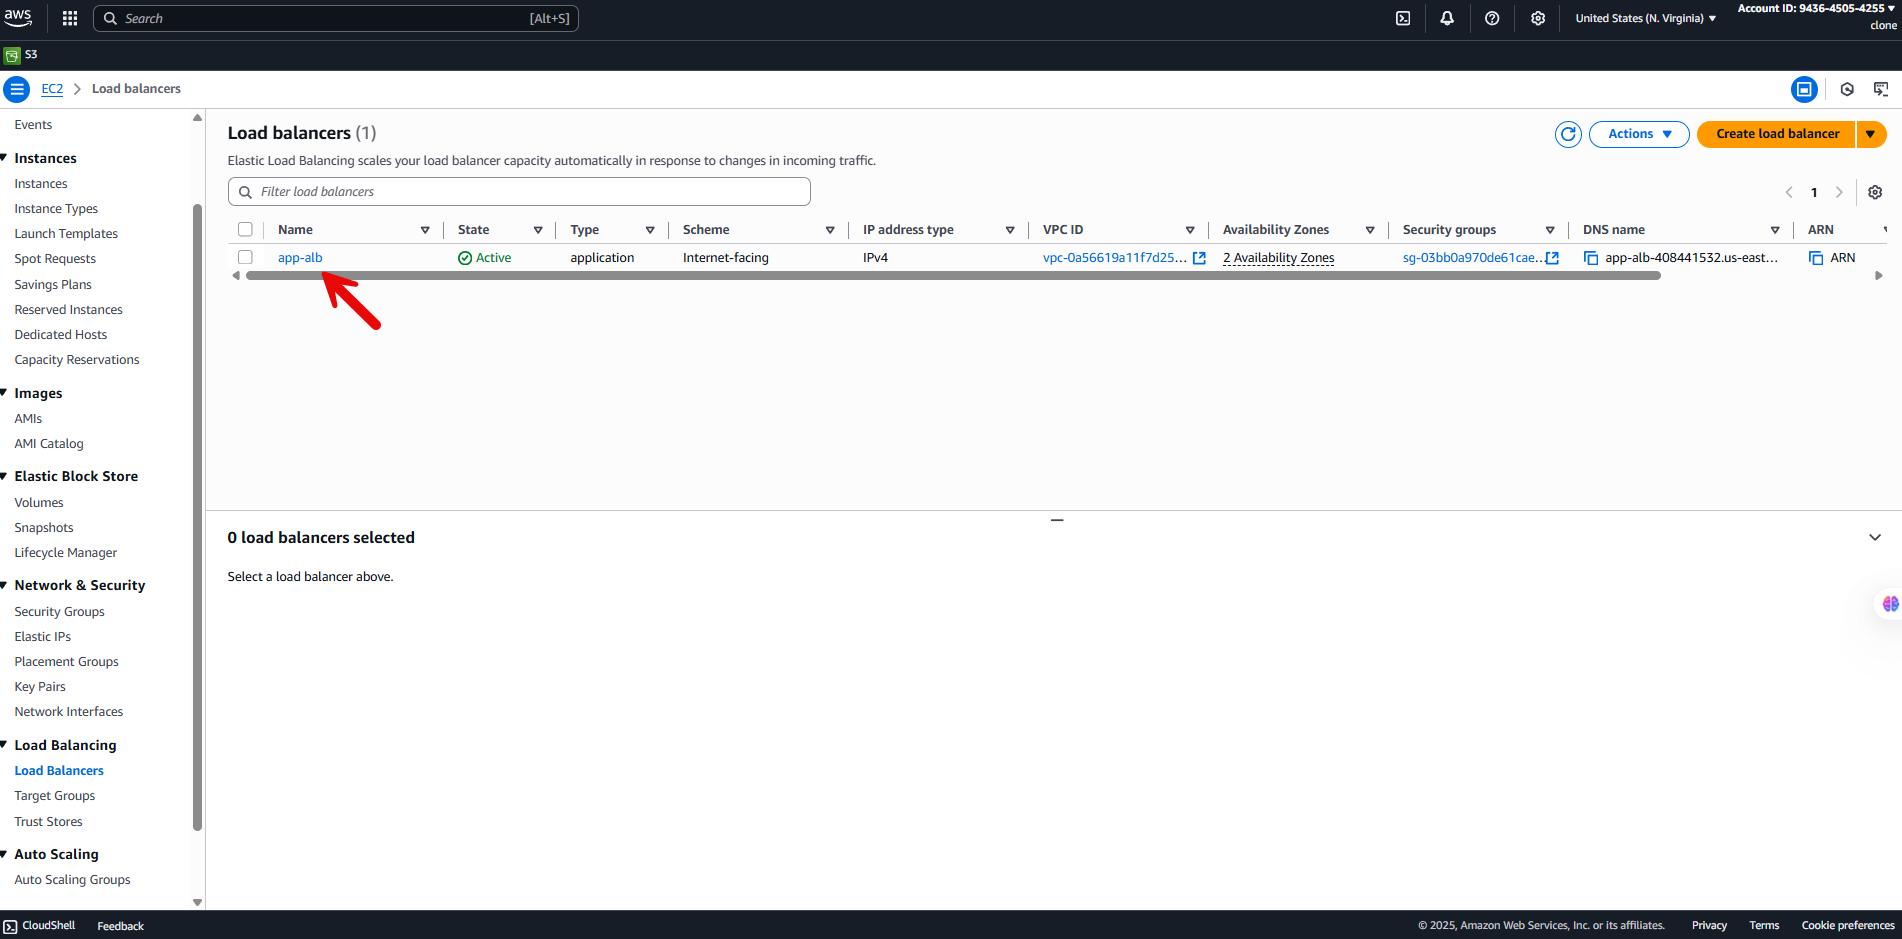 aws
Search [Alt+S]
United States (N. Virginia)
Account ID: 9436-4505-4255
clone
S3
EC2 > Load balancers
Events
Instances
Instances
Instance Types
Launch Templates
Spot Requests
Savings Plans
Reserved Instances
Dedicated Hosts
Capacity Reservations
Images
AMIs
AMI Catalog
Elastic Block Store
Volumes
Snapshots
Lifecycle Manager
Network & Security
Security Groups
Elastic IPs
Placement Groups
Key Pairs
Network Interfaces
Load Balancing
Load Balancers
Target Groups
Trust Stores
Auto Scaling
Auto Scaling Groups
Load balancers (1)
Actions
Create load balancer
Elastic Load Balancing scales your load balancer capacity automatically in response to changes in incoming traffic.
Filter load balancers
1
Name State Type Scheme IP address type VPC ID Availability Zones Security groups DNS name ARN
app-alb Active application Internet-facing IPv4 vpc-0a56619a11f7d25... 2 Availability Zones sg-03bb0a970de61cae... app-alb-408441532.us-east... ARN
0 load balancers selected
Select a load balancer above.
CloudShell Feedback
© 2025, Amazon Web Services, Inc. or its affiliates. Privacy Terms Cookie preferences